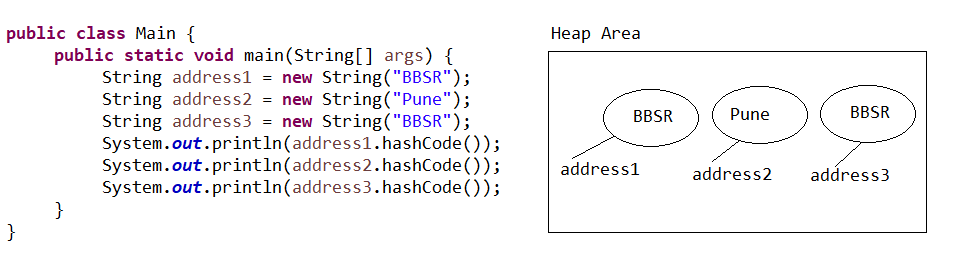 public class Main {
    public static void main(String[] args) {
        String address1 = new String("BBSR");
        String address2 = new String("Pune");
        String address3 = new String("BBSR");
        System.out.println(address1.hashCode());
        System.out.println(address2.hashCode());
        System.out.println(address3.hashCode());
    }
}
Heap Area
BBSR
Pune
BBSR
address1
address2
address3